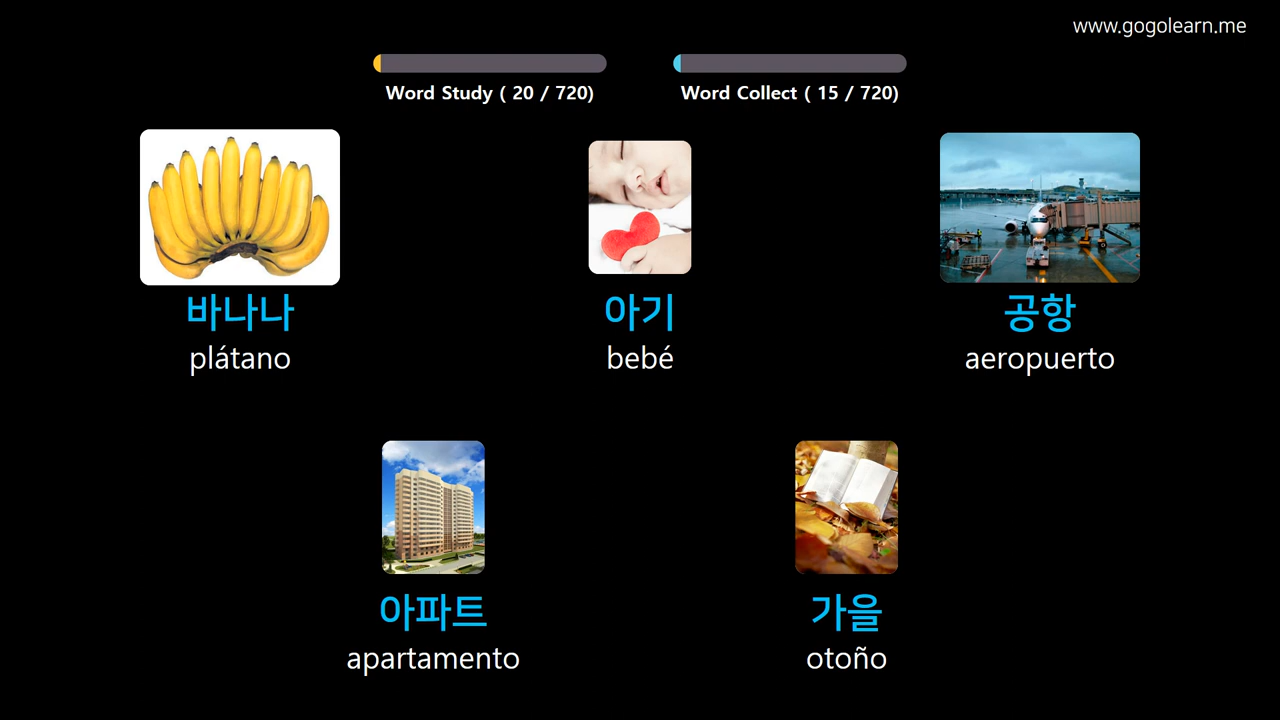 www.gogolearn.me
Word Study ( 20 / 720)
Word Collect ( 15 / 720)
바나나
plátano
아기
bebé
공항
aeropuerto
아파트
apartamento
가을
otoño